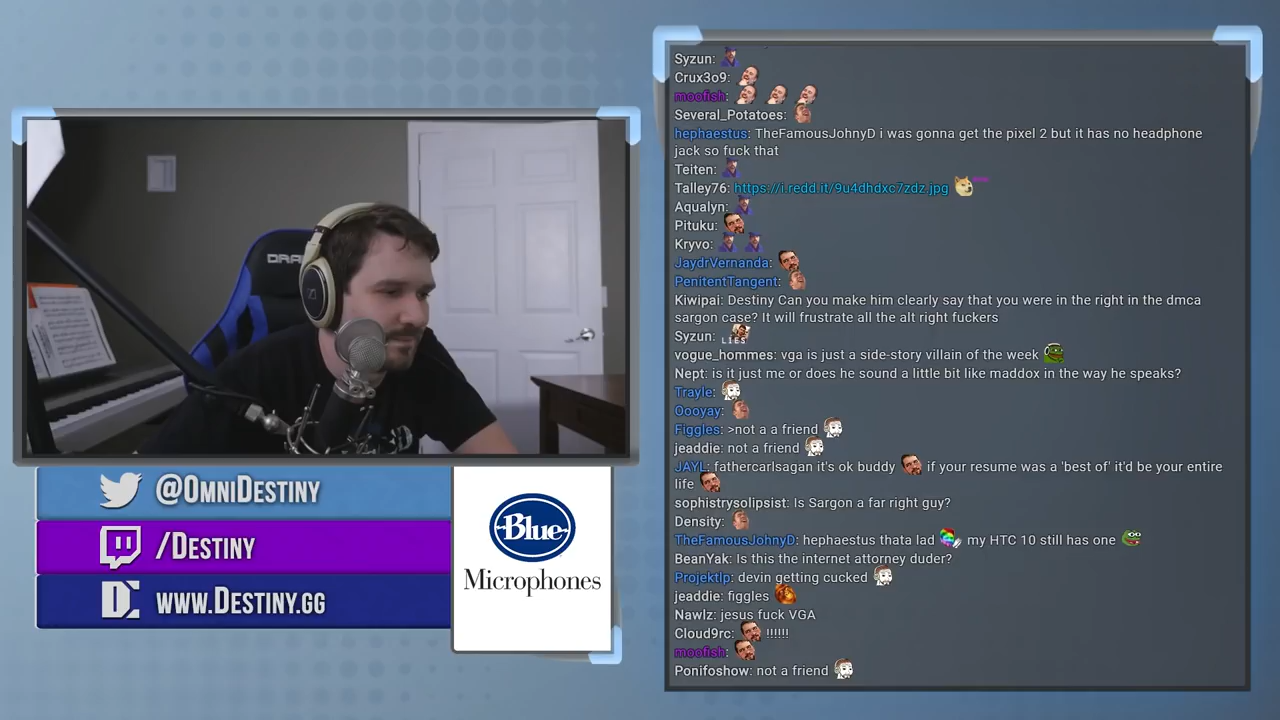 DRA
@OMNIDESTINY
/DESTINY
WWW.DESTINY.GG
Blue
Microphones
Syzun:
Crux3o9:
moofish:
Several_Potatoes:
hephaestus: TheFamousJohnyD i was gonna get the pixel 2 but it has no headphone
jack so fuck that
Teiten:
Talley76: https://i.redd.it/9u4dhdxc7zdz.jpg
Aqualyn:
Pituku:
Kryvo:
JaydrVernanda:
PenitentTangent:
Kiwipai: Destiny Can you make him clearly say that you were in the right in the dmca
sargon case? It will frustrate all the alt right fuckers
Syzun: LIES
vogue_hommes: vga is just a side-story villain of the week
Nept: is it just me or does he sound a little bit like maddox in the way he speaks?
Trayle:
Oooyay:
Figgles: >not a a friend
jeaddie: not a friend
JAYL: fathercarlsagan it's ok buddy if your resume was a 'best of' it'd be your entire
life
sophistrysolipsist: Is Sargon a far right guy?
Density:
TheFamousJohnyD: hephaestus thata lad my HTC 10 still has one
BeanYak: Is this the internet attorney duder?
Projektlp: devin getting cucked
jeaddie: figgles
Nawlz: jesus fuck VGA
Cloud9rc: !!!!!!
moofish:
Ponifoshow: not a friend